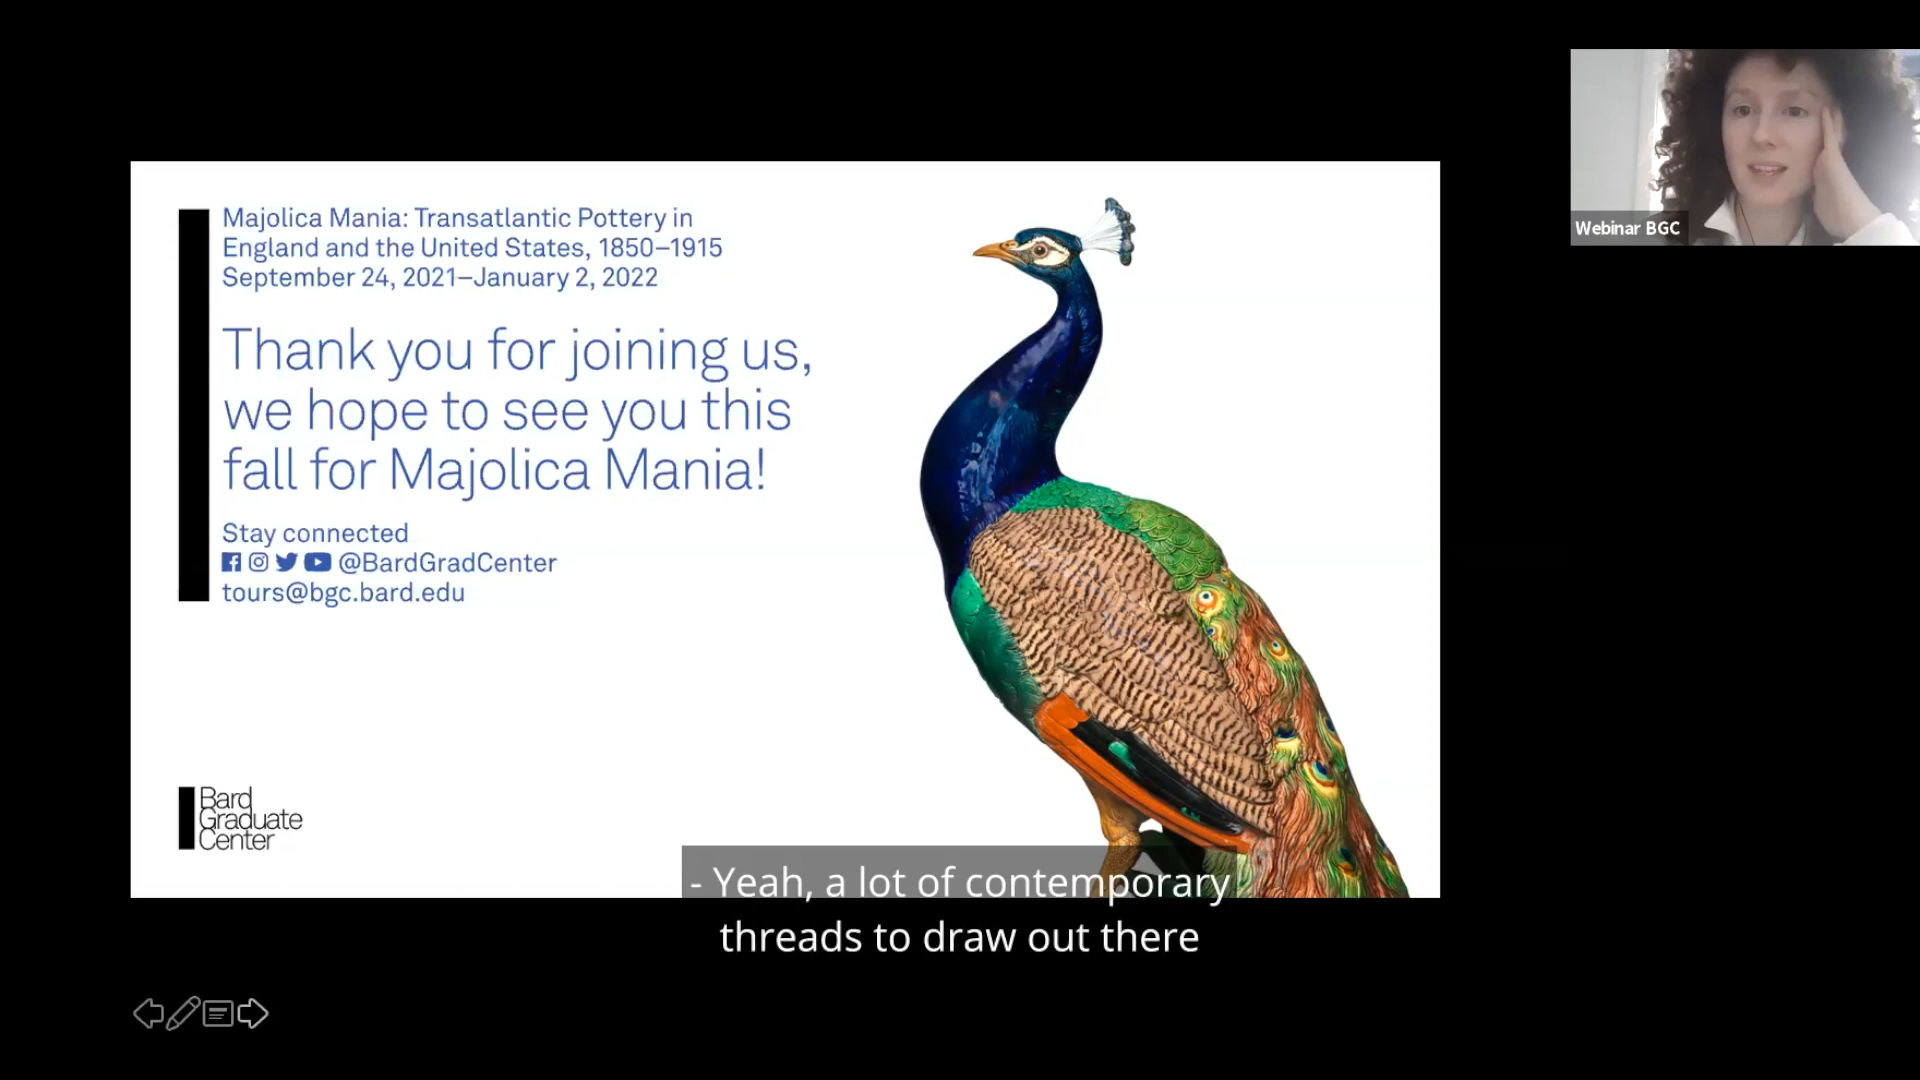 Majolica Mania: Transatlantic Pottery in
England and the United States, 1850–1915
September 24, 2021–January 2, 2022
Thank you for joining us,
we hope to see you this
fall for Majolica Mania!
Stay connected
@BardGradCenter
tours@bgc.bard.edu
Bard
Graduate
Center
Webinar BGC
- Yeah, a lot of contemporary
threads to draw out there